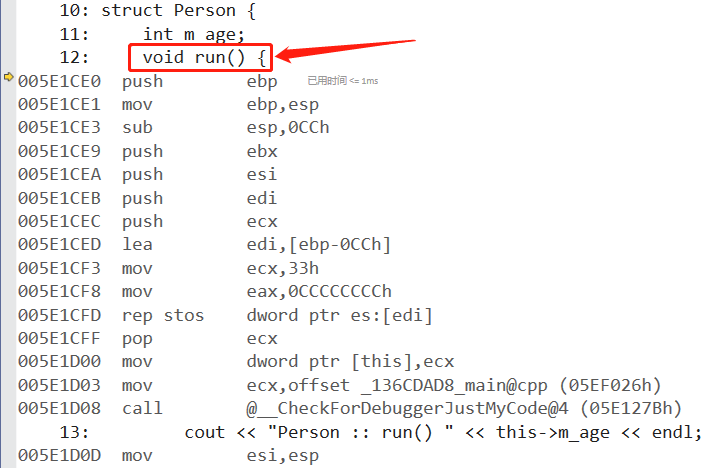 10: struct Person {
11:     int m_age;
12:     void run() {
005E1CE0  push        ebp  已用时间 <= 1ms
005E1CE1  mov         ebp,esp
005E1CE3  sub         esp,0CCh
005E1CE9  push        ebx
005E1CEA  push        esi
005E1CEB  push        edi
005E1CEC  push        ecx
005E1CED  lea         edi,[ebp-0CCh]
005E1CF3  mov         ecx,33h
005E1CF8  mov         eax,0CCCCCCCCh
005E1CFD  rep stos    dword ptr es:[edi]
005E1CFF  pop         ecx
005E1D00  mov         dword ptr [this],ecx
005E1D03  mov         ecx,offset _136CDAD8_main@cpp (05EF026h)
005E1D08  call        @__CheckForDebuggerJustMyCode@4 (05E127Bh)
13:         cout << "Person :: run() " << this->m_age << endl;
005E1D0D  mov         esi,esp